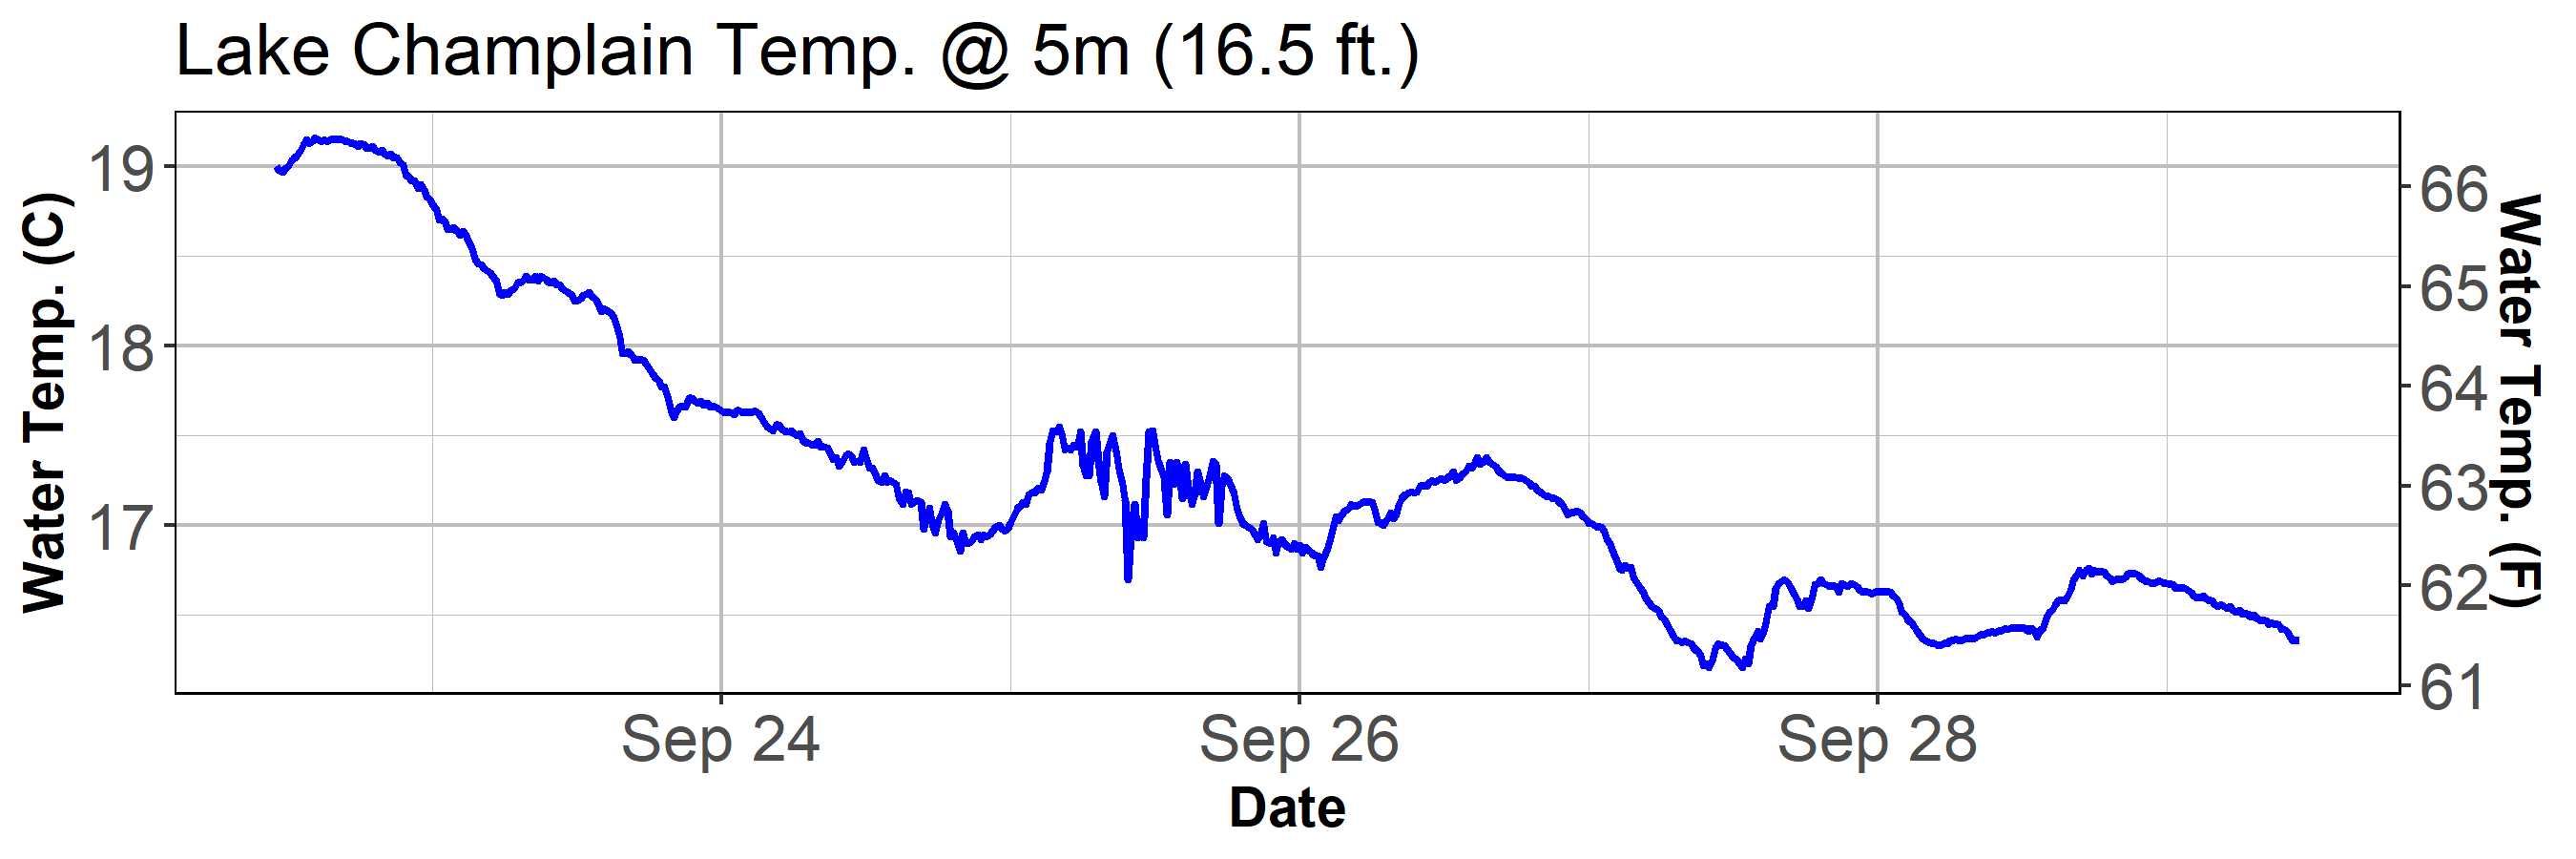 Lake Champlain Temp. @ 5m (16.5 ft.)
Water Temp. (C)
19
18
17
66
65
64
63
62
61
Water Temp. (F)
Sep 24 Sep 26 Sep 28
Date